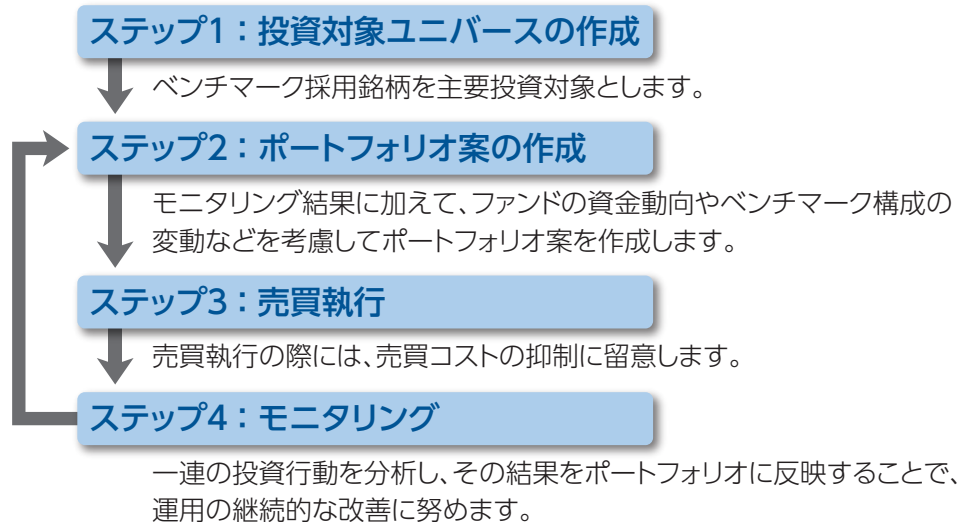 ステップ1：投資対象ユニバースの作成
ベンチマーク採用銘柄を主要投資対象とします。
ステップ2：ポートフォリオ案の作成
モニタリング結果に加えて、ファンドの資金動向やベンチマーク構成の
変動などを考慮してポートフォリオ案を作成します。
ステップ3：売買執行
売買執行の際には、売買コストの抑制に留意します。
ステップ4：モニタリング
一連の投資行動を分析し、その結果をポートフォリオに反映することで、
運用の継続的な改善に努めます。